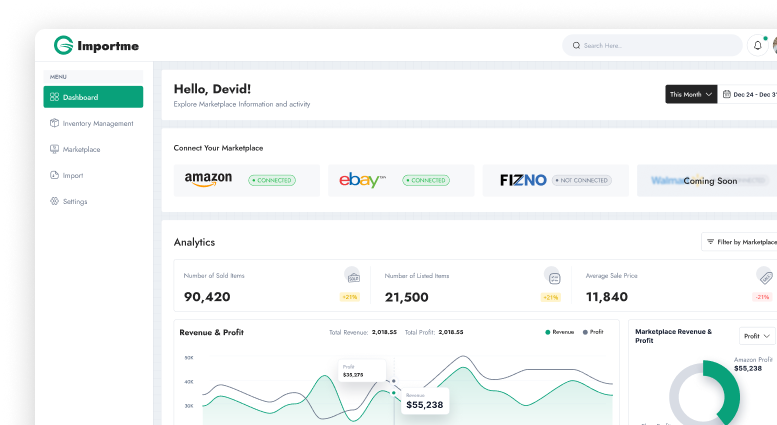 Importme
Search Here..
MENU
Dashboard
Inventory Management
Marketplace
Import
Settings
Hello, Devid!
Explore Marketplace Information and activity
This Month
Dec 24 - Dec 31
Connect Your Marketplace
amazon
CONNECTED
ebay
CONNECTED
FIZNO
NOT CONNECTED
Coming Soon
Analytics
Filter by Marketplace
Number of Sold Items
90,420
+21%
Number of Listed Items
21,500
+21%
Average Sale Price
11,840
-21%
Revenue & Profit
Total Revenue: 2,018.55 Total Profit: 2,018.55
Revenue
Profit
50K
40K
30K
Profit
$35,275
Revenue
$55,238
Marketplace Revenue &
Profit
Profit
Amazon Profit
$55,238